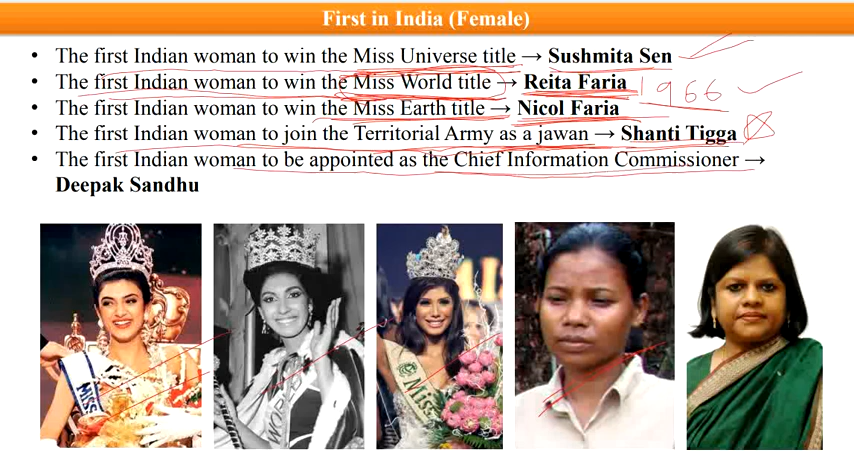 First in India (Female)
• The first Indian woman to win the Miss Universe title → Sushmita Sen
• The first Indian woman to win the Miss World title → Reita Faria 1966
• The first Indian woman to win the Miss Earth title → Nicol Faria
• The first Indian woman to join the Territorial Army as a jawan → Shanti Tigga
• The first Indian woman to be appointed as the Chief Information Commissioner →
Deepak Sandhu
MISS
WORLD
Miss